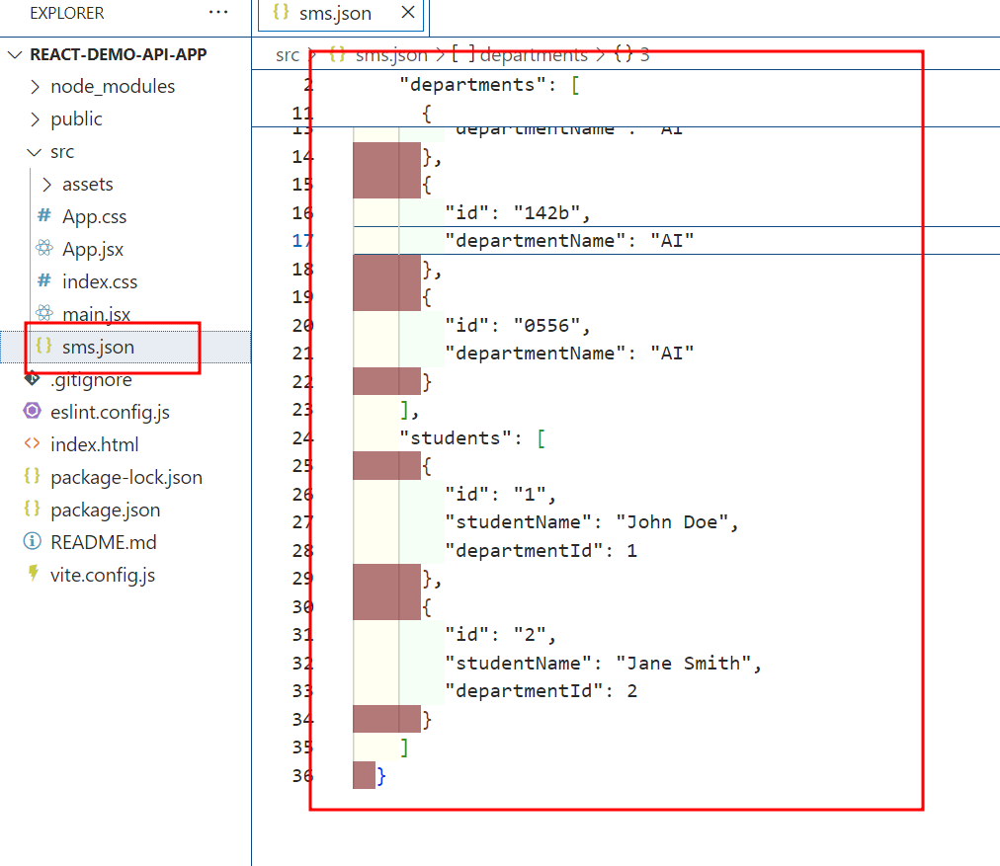 EXPLORER ...
REACT-DEMO-API-APP
node_modules
public
src
assets
App.css
App.jsx
index.css
main.jsx
sms.json
.gitignore
eslint.config.js
index.html
package-lock.json
package.json
README.md
vite.config.js
{} sms.json ×
src > {} sms.json > [ ] departments > {} 3
2 "departments": [
11 {
13 "departmentName": "AI"
14 },
15 {
16 "id": "142b",
17 "departmentName": "AI"
18 },
19 {
20 "id": "0556",
21 "departmentName": "AI"
22 }
23 ],
24 "students": [
25 {
26 "id": "1",
27 "studentName": "John Doe",
28 "departmentId": 1
29 },
30 {
31 "id": "2",
32 "studentName": "Jane Smith",
33 "departmentId": 2
34 }
35 ]
36 }